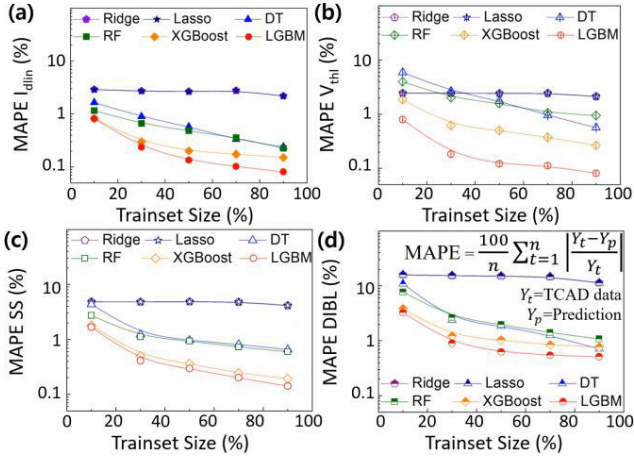 (a)
Ridge Lasso DT
RF XGBoost LGBM
MAPE I_dlin (%)
10
1
0.1
0 20 40 60 80 100
Trainset Size (%)
(b)
Ridge Lasso DT
RF XGBoost LGBM
MAPE V_thl (%)
10
1
0.1
0 20 40 60 80 100
Trainset Size (%)
(c)
Ridge Lasso DT
RF XGBoost LGBM
MAPE SS (%)
10
1
0.1
0 20 40 60 80 100
Trainset Size (%)
(d)
MAPE = 100/n ∑_{t=1}^{n} |Y_t−Y_p / Y_t|
Y_t=TCAD data
Y_p=Prediction
MAPE DIBL (%)
10
1
0.1
Ridge Lasso DT
RF XGBoost LGBM
0 20 40 60 80 100
Trainset Size (%)